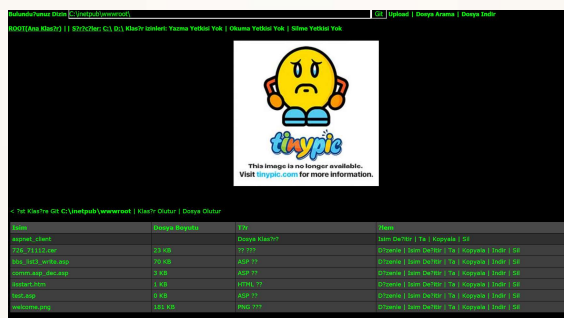 Bulundu?unuz Dizin C:\inetpub\wwwroot\ Git Upload | Dosya Arama | Dosya Indir
ROOT(Ana Klas?r) || S?r?c?ler: C:\ D:\ Klas?r izinleri: Yazma Yetkisi Yok | Okuma Yetkisi Yok | Silme Yetkisi Yok
tinypic
This image is no longer available.
Visit tinypic.com for more information.
< ?st Klas?re Git C:\inetpub\wwwroot | Klas?r Olutur | Dosya Olutur
Isim Dosya Boyutu T?r ?lem
aspnet_client Dosya Klas?r? Isim De?itir | Ta | Kopyala | Sil
726_71112.cer 23 KB ?? ??? D?zenle | Isim De?itir | Ta | Kopyala | Indir | Sil
bbs_list3_write.asp 70 KB ASP ?? D?zenle | Isim De?itir | Ta | Kopyala | Indir | Sil
comm.asp_dec.asp 3 KB ASP ?? D?zenle | Isim De?itir | Ta | Kopyala | Indir | Sil
iisstart.htm 1 KB HTML ?? D?zenle | Isim De?itir | Ta | Kopyala | Indir | Sil
test.asp 0 KB ASP ?? D?zenle | Isim De?itir | Ta | Kopyala | Indir | Sil
welcome.png 181 KB PNG ??? D?zenle | Isim De?itir | Ta | Kopyala | Indir | Sil